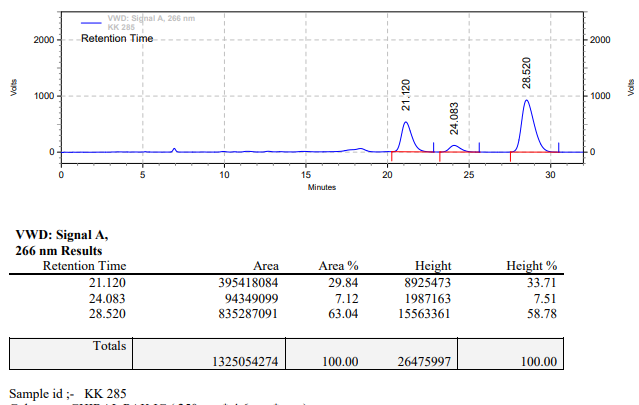 VWD: Signal A, 266 nm
KK 285
Retention Time
2000
2000
Volts
Volts
1000
1000
0
0
21.120
24.083
28.520
0 5 10 15 20 25 30
Minutes
VWD: Signal A,
266 nm Results
Retention Time Area Area % Height Height %
21.120 395418084 29.84 8925473 33.71
24.083 94349099 7.12 1987163 7.51
28.520 835287091 63.04 15563361 58.78
Totals
1325054274 100.00 26475997 100.00
Sample id ;- KK 285